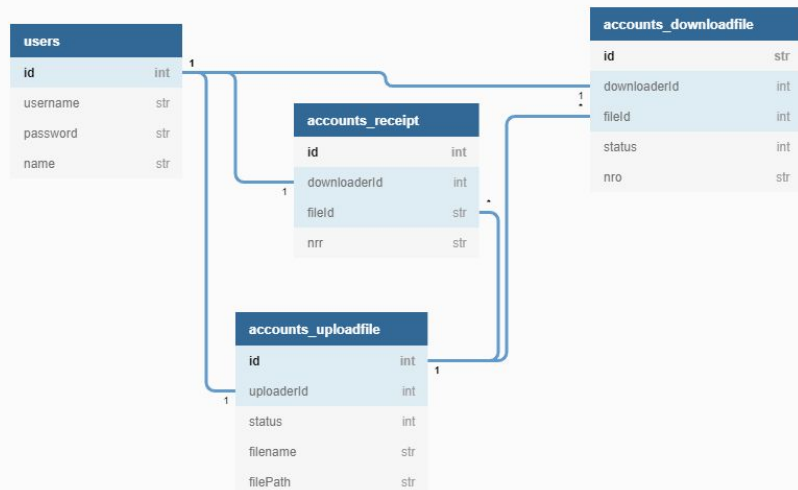 users
id int
username str
password str
name str
1
accounts_receipt
id int
downloaderId int
fileId str
nrr str
1
*
accounts_downloadfile
id str
downloaderId int
fileId int
status int
nro str
1
*
accounts_uploadfile
id int
uploaderId int
status int
filename str
filePath str
1
1